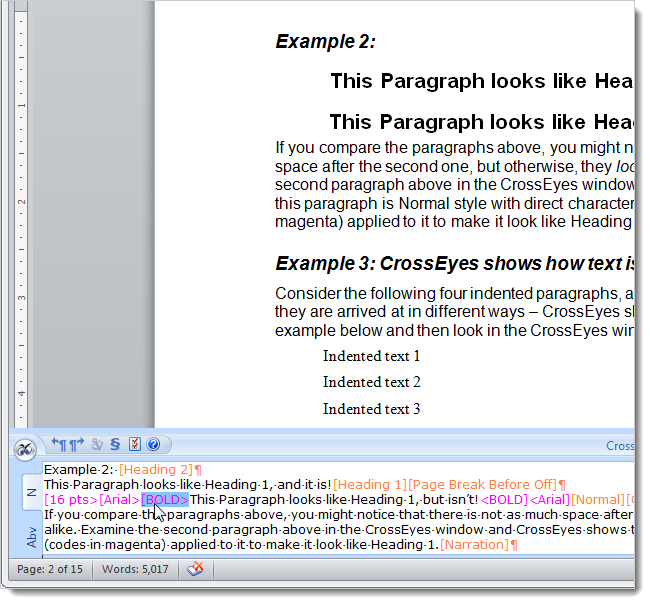 Example 2:
This Paragraph looks like Hea
This Paragraph looks like Hea
If you compare the paragraphs above, you might n
space after the second one, but otherwise, they loo
second paragraph above in the CrossEyes window
this paragraph is Normal style with direct character
magenta) applied to it to make it look like Heading
Example 3: CrossEyes shows how text is
Consider the following four indented paragraphs, a
they are arrived at in different ways – CrossEyes sh
example below and then look in the CrossEyes win
Indented text 1
Indented text 2
Indented text 3
1
2
3
4
Cross
Example·2:·[Heading 2]¶
This·Paragraph·looks·like·Heading·1,·and·it·is![Heading 1][Page Break Before Off]¶
[16 pts>[Arial>[BOLD>This·Paragraph·looks·like·Heading·1,·but·isn't!<BOLD]<Arial][Normal][
If·you·compare·the·paragraphs·above,·you·might·notice·that·there·is·not·as·much·space·after
alike.·Examine·the·second·paragraph·above·in·the·CrossEyes·window·and·CrossEyes·shows·t
(codes·in·magenta)·applied·to·it·to·make·it·look·like·Heading·1.[Narration]¶
N
Abv
Page: 2 of 15
Words: 5,017